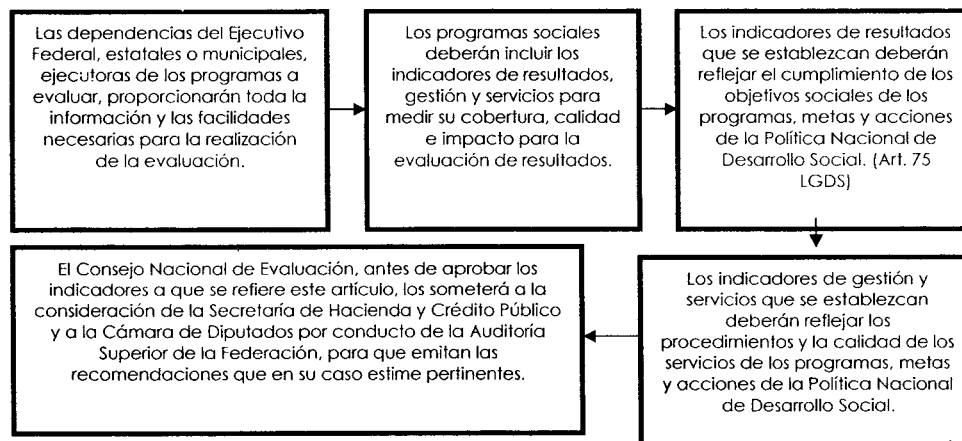 Las dependencias del Ejecutivo
Federal, estatales o municipales,
ejecutoras de los programas a
evaluar, proporcionarán toda la
información y las facilidades
necesarias para la realización
de la evaluación.
Los programas sociales
deberán incluir los
indicadores de resultados,
gestión y servicios para
medir su cobertura, calidad
e impacto para la
evaluación de resultados.
Los indicadores de resultados
que se establezcan deberán
reflejar el cumplimiento de los
objetivos sociales de los
programas, metas y acciones
de la Política Nacional de
Desarrollo Social. (Art. 75
LGDS)
Los indicadores de gestión y
servicios que se establezcan
deberán reflejar los
procedimientos y la calidad de los
servicios de los programas, metas
y acciones de la Política Nacional
de Desarrollo Social.
El Consejo Nacional de Evaluación, antes de aprobar los
indicadores a que se refiere este artículo, los someterá a la
consideración de la Secretaría de Hacienda y Crédito Público
y a la Cámara de Diputados por conducto de la Auditoría
Superior de la Federación, para que emitan las
recomendaciones que en su caso estime pertinentes.